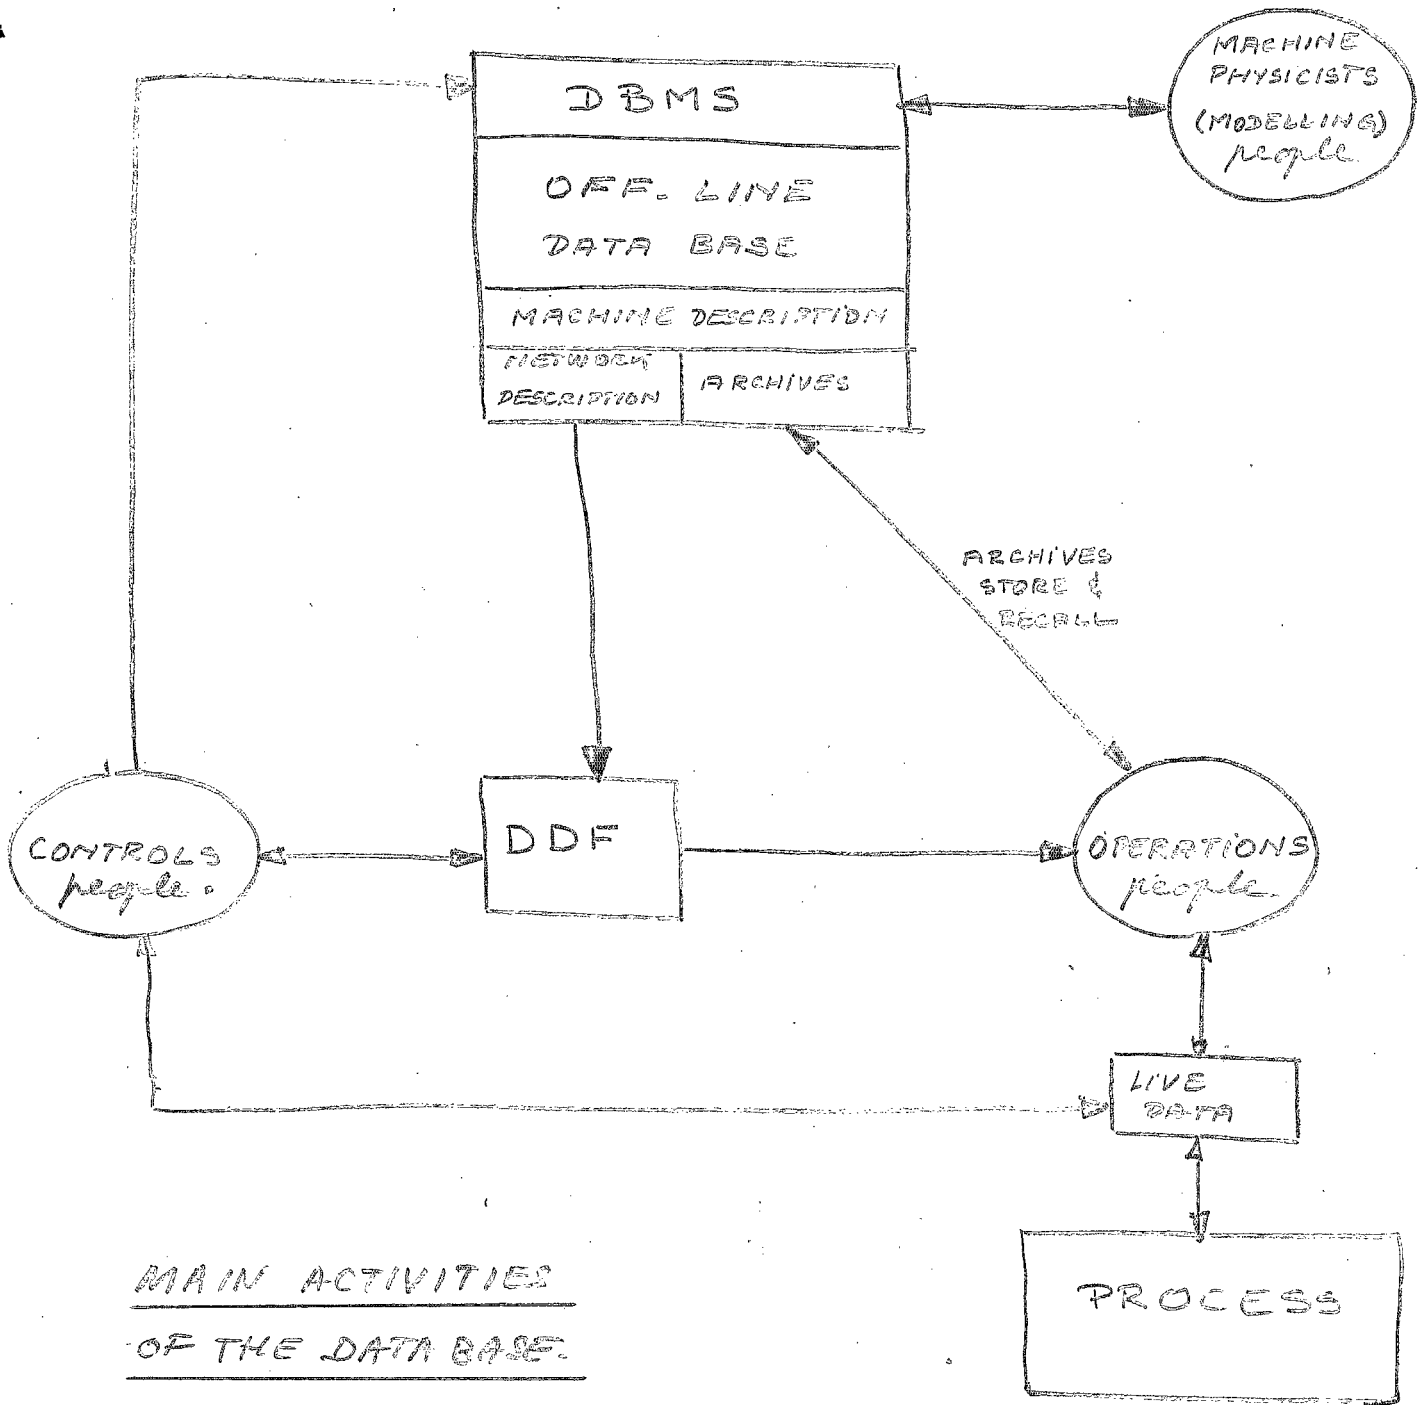 MACHINE
PHYSICISTS
(MODELLING)
people
DBMS
OFF. LINE
DATA BASE
MACHINE DESCRIPTION
NETWORK
DESCRIPTION
ARCHIVES
ARCHIVES
STORE &
RECALL
CONTROLS
people.
DDF
OPERATIONS
people.
LIVE
DATA
PROCESS
MAIN ACTIVITIES
OF THE DATA BASE.